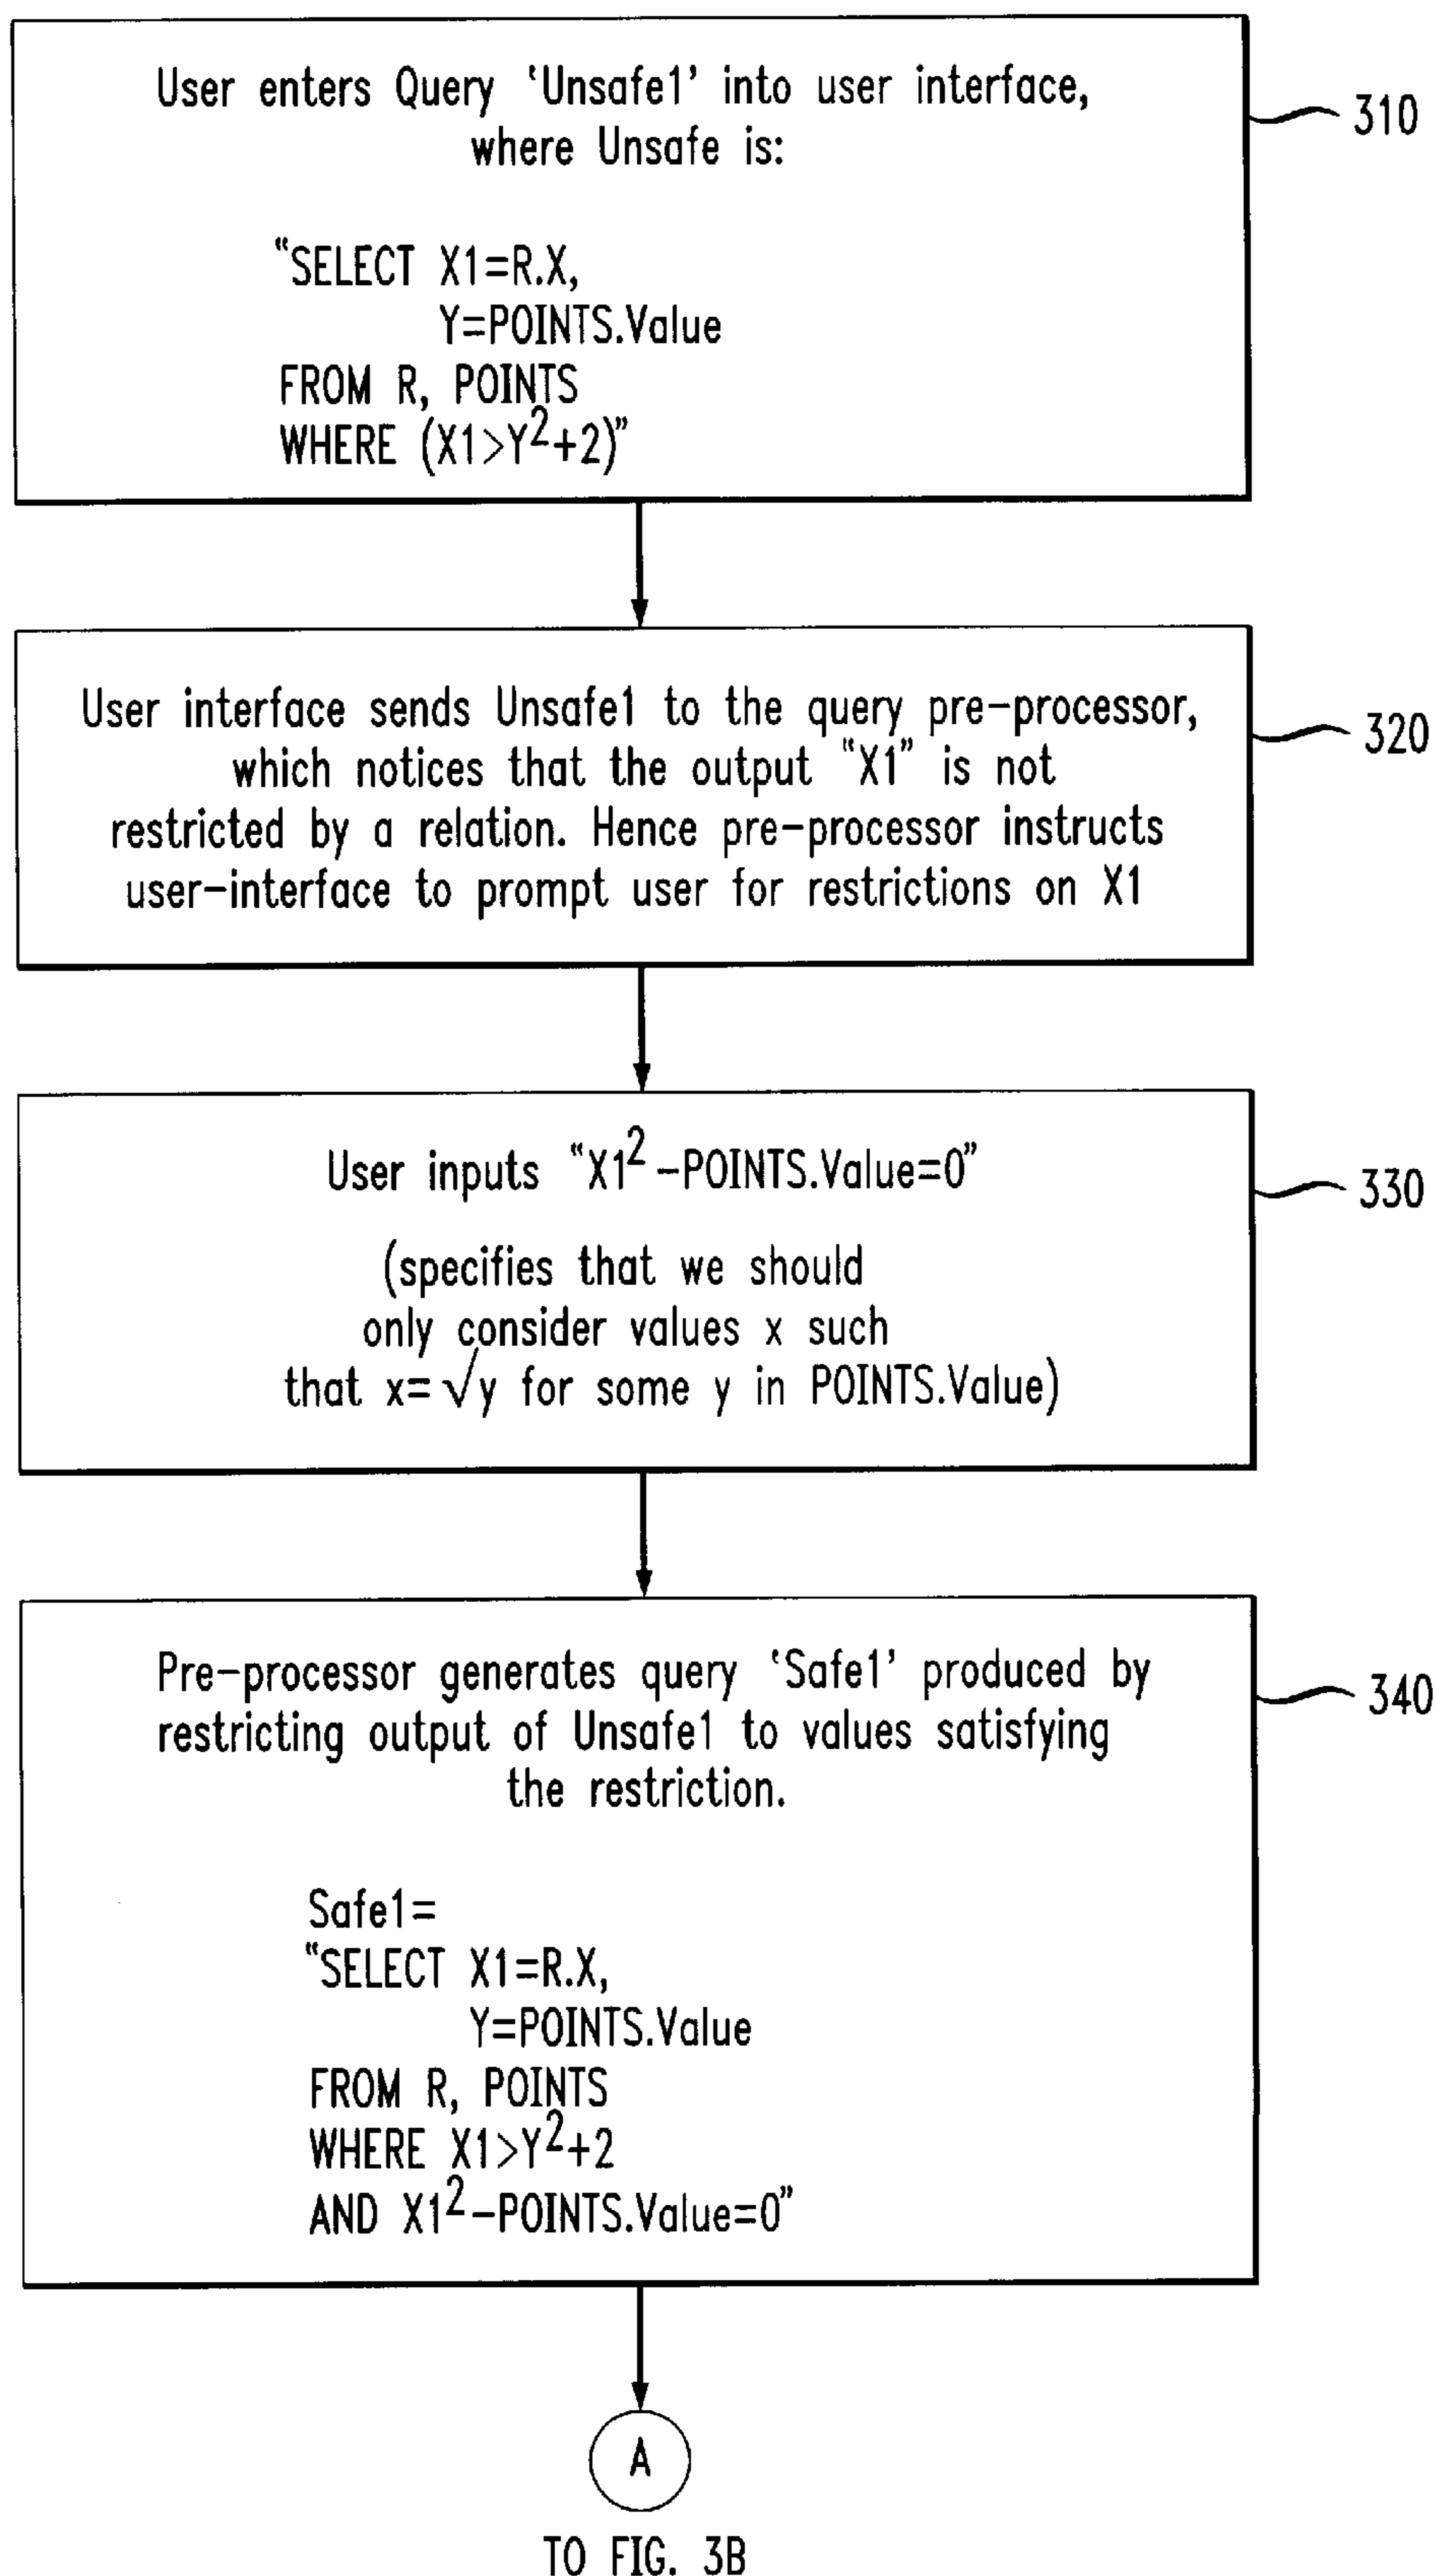 User enters Query ‘Unsafe1’ into user interface,
where Unsafe is:
“SELECT X1=R.X,
Y=POINTS.Value
FROM R, POINTS
WHERE (X1>Y²+2)”
310
User interface sends Unsafe1 to the query pre-processor,
which notices that the output “X1” is not
restricted by a relation. Hence pre-processor instructs
user-interface to prompt user for restrictions on X1
320
User inputs “X1²-POINTS.Value=0”
(specifies that we should
only consider values x such
that x=√y for some y in POINTS.Value)
330
Pre-processor generates query ‘Safe1’ produced by
restricting output of Unsafe1 to values satisfying
the restriction.
Safe1=
“SELECT X1=R.X,
Y=POINTS.Value
FROM R, POINTS
WHERE X1>Y²+2
AND X1²-POINTS.Value=0”
340
A
TO FIG. 3B